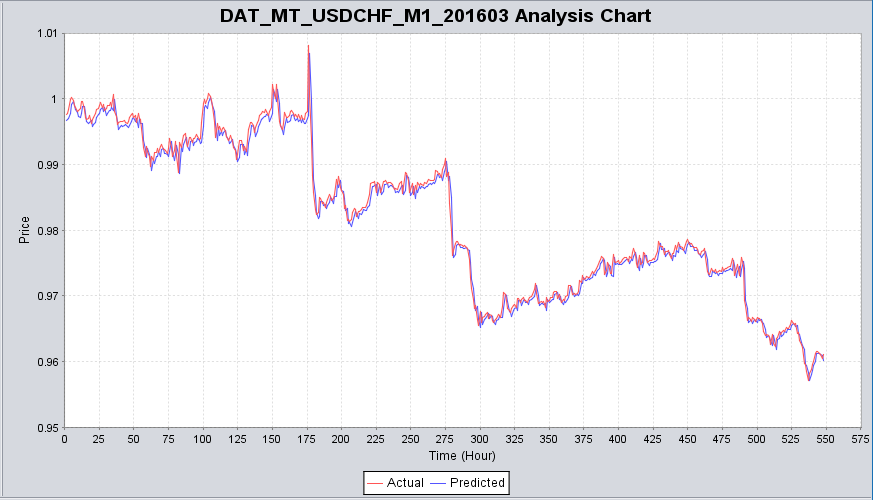 DAT_MT_USDCHF_M1_201603 Analysis Chart
1.01
1
0.99
0.98
0.97
0.96
0.95
Price
0 25 50 75 100 125 150 175 200 225 250 275 300 325 350 375 400 425 450 475 500 525 550 575
Time (Hour)
Actual Predicted